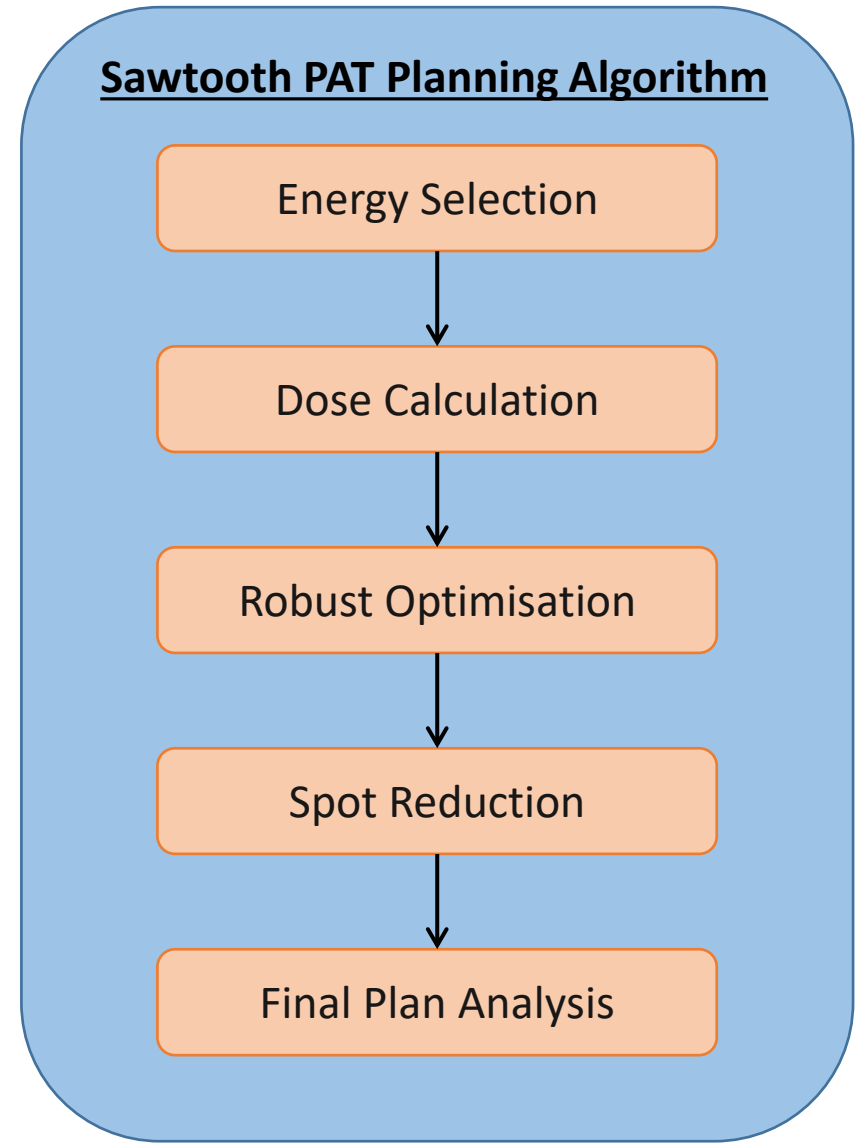 Sawtooth PAT Planning Algorithm
Energy Selection
Dose Calculation
Robust Optimisation
Spot Reduction
Final Plan Analysis